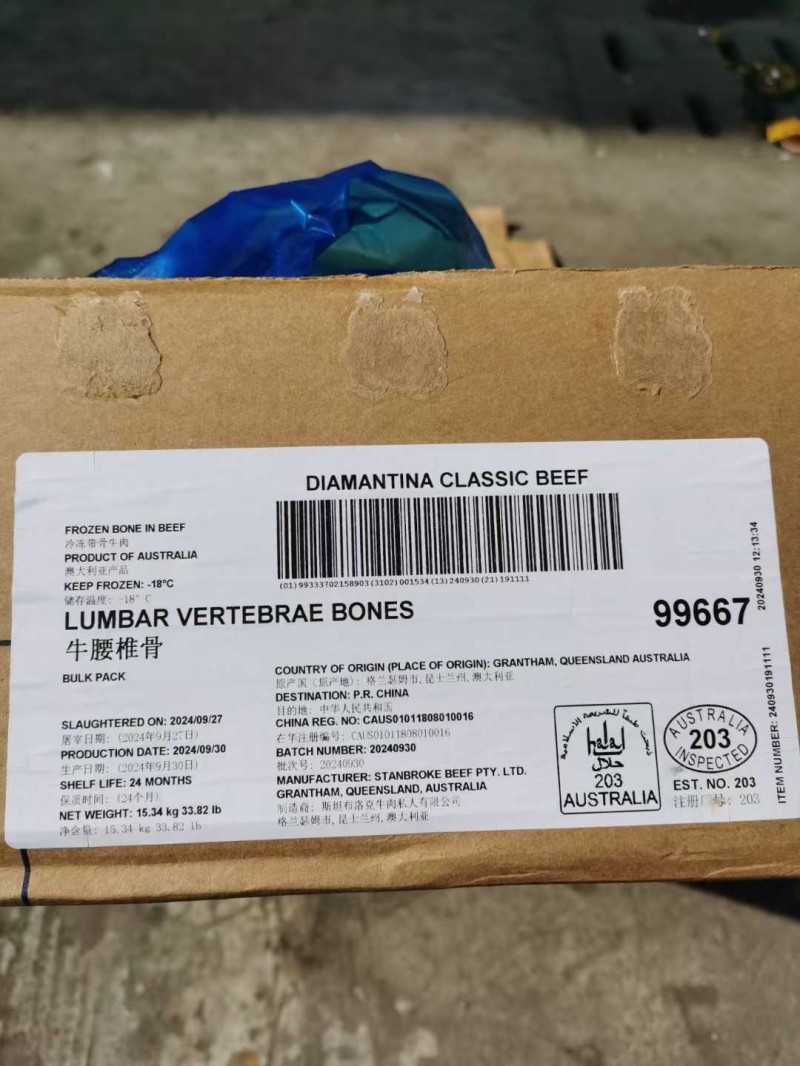 DIAMANTINA CLASSIC BEEF
(01)99333702158903(3102)001534(13)240930(21)191111
FROZEN BONE IN BEEF
冷冻带骨牛肉
PRODUCT OF AUSTRALIA
澳大利亚产品
KEEP FROZEN: -18°C
储存温度: -18°C
LUMBAR VERTEBRAE BONES
99667
牛腰椎骨
BULK PACK
SLAUGHTERED ON: 2024/09/27
屠宰日期: (2024年9月27日)
PRODUCTION DATE: 2024/09/30
生产日期: (2024年9月30日)
SHELF LIFE: 24 MONTHS
保质时间: (24个月)
NET WEIGHT: 15.34 kg 33.82 lb
净含量: 15.34 kg 33.82 lb
COUNTRY OF ORIGIN (PLACE OF ORIGIN): GRANTHAM, QUEENSLAND AUSTRALIA
原产国(原产地): 格兰瑟姆市,昆士兰州,澳大利亚
DESTINATION: P.R. CHINA
目的地: 中华人民共和国
CHINA REG. NO: CAUS01011808010016
在华注册编号: CAUS01011808010016
BATCH NUMBER: 20240930
批次号: 20240930
MANUFACTURER: STANBROKE BEEF PTY. LTD.
GRANTHAM, QUEENSLAND, AUSTRALIA
制造商: 斯坦布洛克牛肉私人有限公司
格兰瑟姆市,昆士兰州,澳大利亚
halal
حلال
203
AUSTRALIA
AUSTRALIA
203
INSPECTED
EST. NO. 203
注册厂号: 203
20240930 12:13:34
ITEM NUMBER: 240930191111